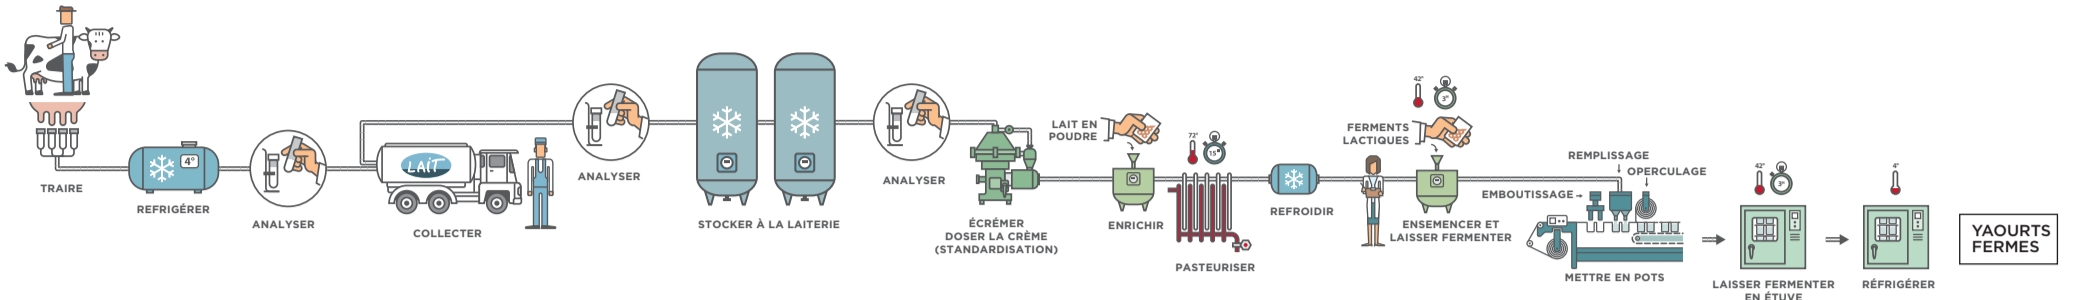 TRAIRE
4°
REFRIGÉRER
ANALYSER
LAIT
COLLECTER
ANALYSER
STOCKER À LA LAITERIE
ANALYSER
ÉCRÉMER
DOSER LA CRÈME
(STANDARDISATION)
LAIT EN
POUDRE
ENRICHIR
72°
15"
PASTEURISER
REFROIDIR
42°
3H
FERMENTS
LACTIQUES
ENSEMENCER ET
LAISSER FERMENTER
REMPLISSAGE
OPERCULAGE
EMBOUTISSAGE
METTRE EN POTS
42°
3H
LAISSER FERMENTER
EN ÉTUVE
4°
RÉFRIGÉRER
YAOURTS
FERMES